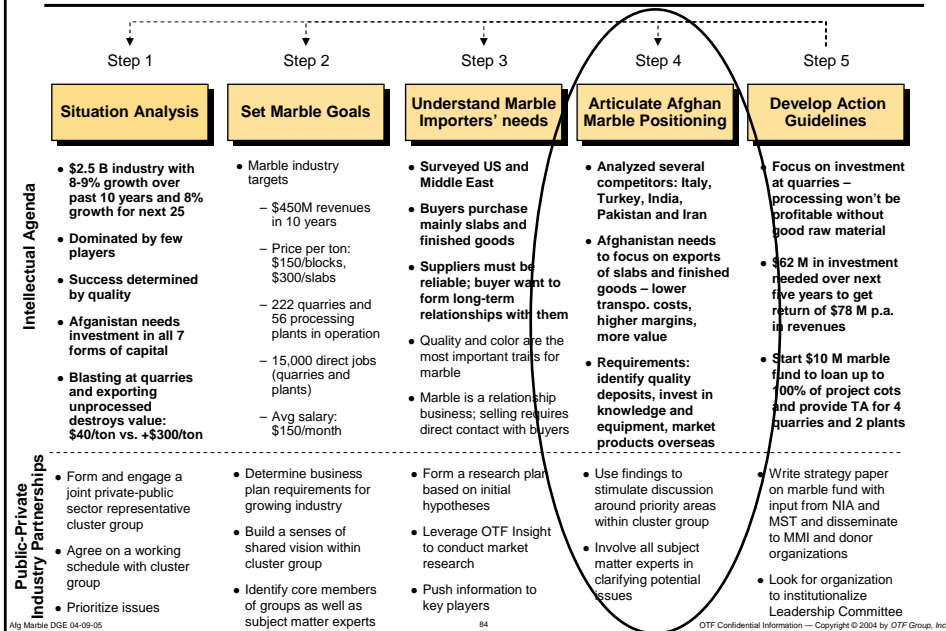 Step 1
Step 2
Step 3
Step 4
Step 5
Situation Analysis
Set Marble Goals
Understand Marble
Importers' needs
Articulate Afghan
Marble Positioning
Develop Action
Guidelines
Intellectual Agenda
• $2.5 B industry with
8-9% growth over
past 10 years and 8%
growth for next 25
• Dominated by few
players
• Success determined
by quality
• Afganistan needs
investment in all 7
forms of capital
• Blasting at quarries
and exporting
unprocessed
destroys value:
$40/ton vs. +$300/ton
• Marble industry
targets
– $450M revenues
in 10 years
– Price per ton:
$150/blocks,
$300/slabs
– 222 quarries and
56 processing
plants in operation
– 15,000 direct jobs
(quarries and
plants)
– Avg salary:
$150/month
• Surveyed US and
Middle East
• Buyers purchase
mainly slabs and
finished goods
• Suppliers must be
reliable; buyer want to
form long-term
relationships with them
• Quality and color are the
most important traits for
marble
• Marble is a relationship
business; selling requires
direct contact with buyers
• Analyzed several
competitors: Italy,
Turkey, India,
Pakistan and Iran
• Afghanistan needs
to focus on exports
of slabs and finished
goods – lower
transpo. costs,
higher margins,
more value
• Requirements:
identify quality
deposits, invest in
knowledge and
equipment, market
products overseas
• Focus on investment
at quarries –
processing won't be
profitable without
good raw material
• $62 M in investment
needed over next
five years to get
return of $78 M p.a.
in revenues
• Start $10 M marble
fund to loan up to
100% of project cots
and provide TA for 4
quarries and 2 plants
Public-Private
Industry Partnerships
• Form and engage a
joint private-public
sector representative
cluster group
• Agree on a working
schedule with cluster
group
• Prioritize issues
• Determine business
plan requirements for
growing industry
• Build a senses of
shared vision within
cluster group
• Identify core members
of groups as well as
subject matter experts
• Form a research plan
based on initial
hypotheses
• Leverage OTF Insight
to conduct market
research
• Push information to
key players
• Use findings to
stimulate discussion
around priority areas
within cluster group
• Involve all subject
matter experts in
clarifying potential
issues
• Write strategy paper
on marble fund with
input from NIA and
MST and disseminate
to MMI and donor
organizations
• Look for organization
to institutionalize
Leadership Committee
Afg Marble DGE 04-09-05
84
OTF Confidential Information — Copyright © 2004 by OTF Group, Inc